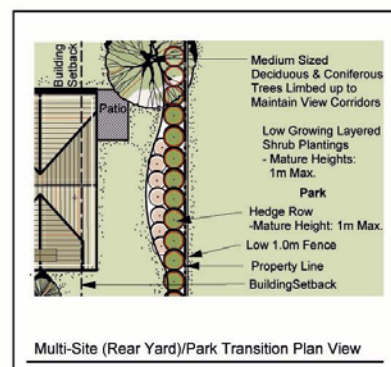 Building
Setback
Patio
Medium Sized
Deciduous & Coniferous
Trees Limbed up to
Maintain View Corridors
Low Growing Layered
Shrub Plantings
- Mature Heights:
1m Max.
Park
Hedge Row
-Mature Height: 1m Max.
Low 1.0m Fence
Property Line
BuildingSetback
Multi-Site (Rear Yard)/Park Transition Plan View